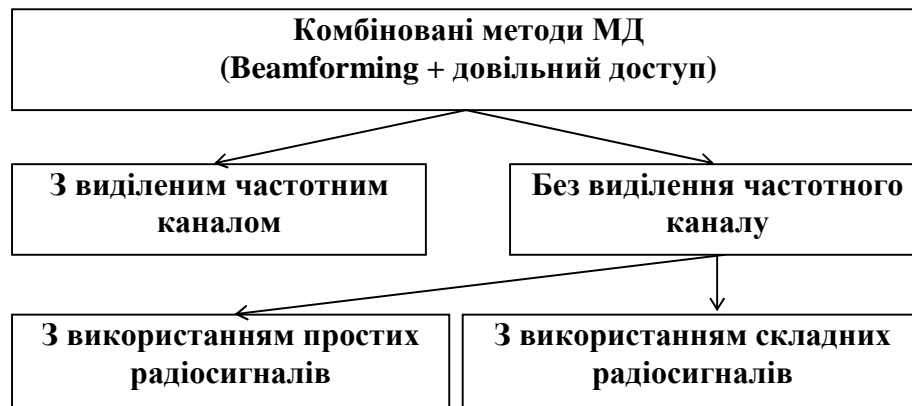 Комбіновані методи МД
(Beamforming + довільний доступ)
З виділеним частотним
каналом
Без виділення частотного
каналу
З використанням простих
радіосигналів
З використанням складних
радіосигналів